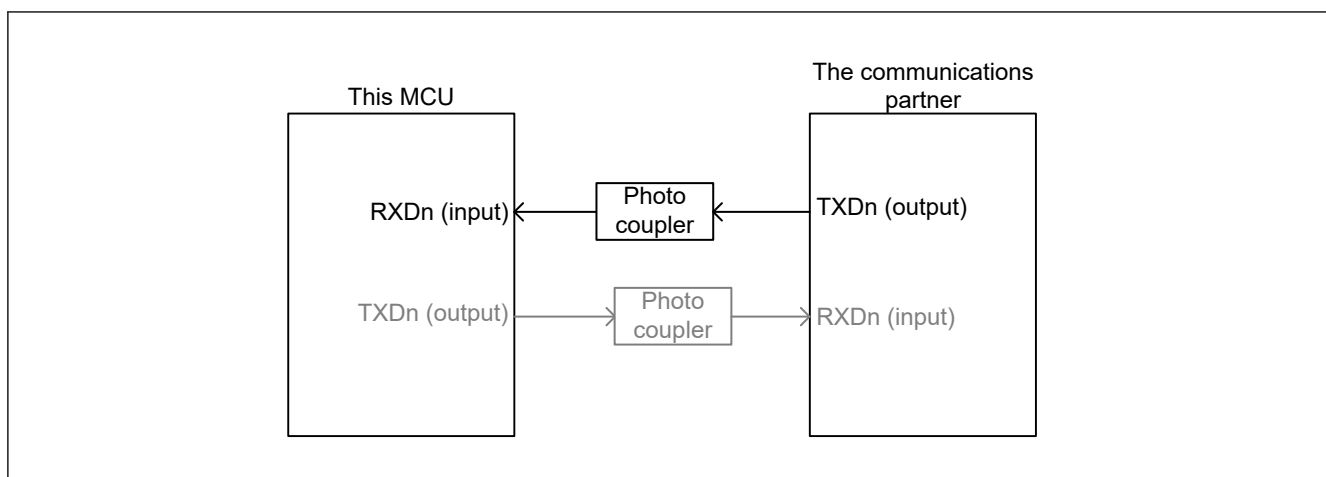 This MCU
The communications
partner
RXDn (input)
Photo
coupler
TXDn (output)
TXDn (output)
Photo
coupler
RXDn (input)